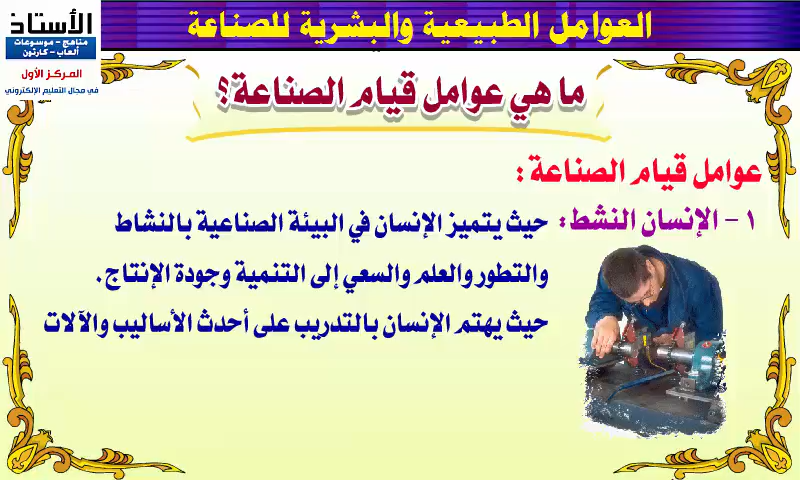 العوامل الطبيعية والبشرية للصناعة
الأستاذ
مناهج - موسوعات
ألعاب - كارتون
المركز الأول
في مجال التعليم الإلكتروني
ما هي عوامل قيام الصناعة؟
عوامل قيام الصناعة :
١ - الإنسان النشط: حيث يتميز الإنسان في البيئة الصناعية بالنشاط
والتطور والعلم والسعي إلى التنمية وجودة الإنتاج.
حيث يهتم الإنسان بالتدريب على أحدث الأساليب والآلات